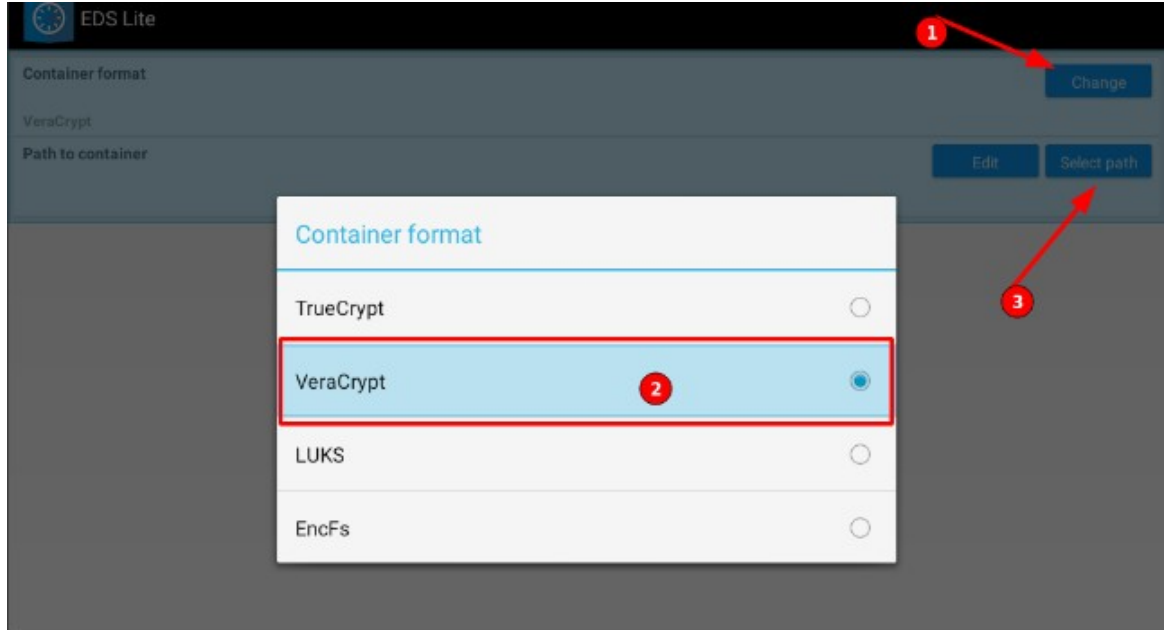 EDS Lite
1
Container format
Change
VeraCrypt
Path to container
Edit
Select path
Container format
TrueCrypt
3
VeraCrypt
2
LUKS
EncFs